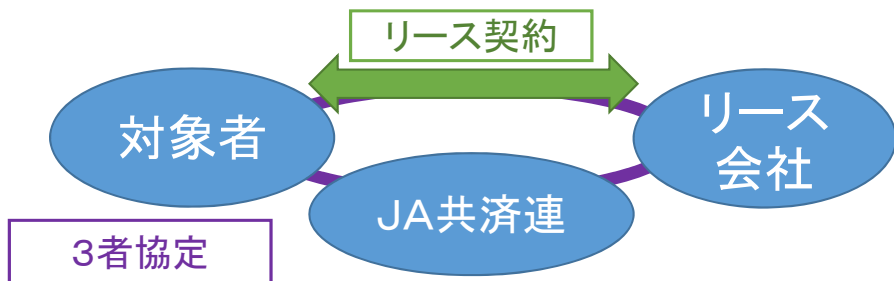 リース契約
対象者
リース
会社
JA共済連
3者協定